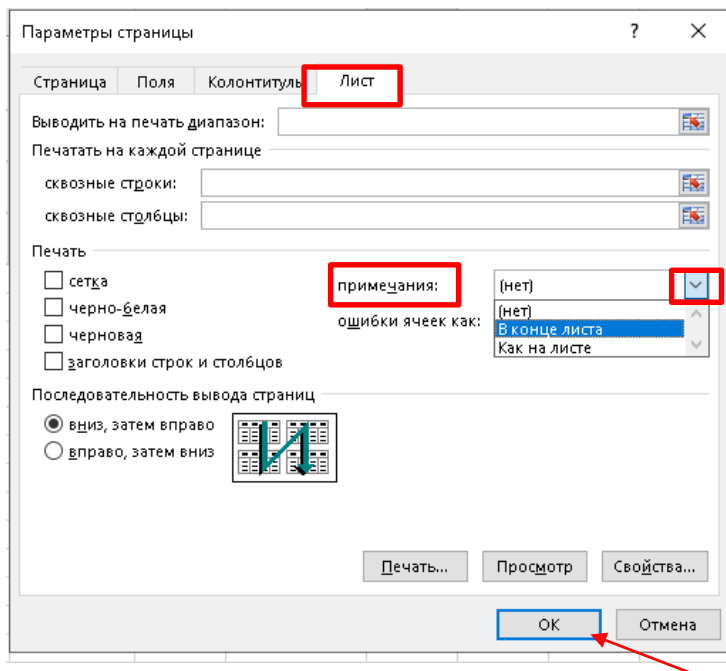 Параметры страницы ? ×
Страница Поля Колонтитулы Лист
Выводить на печать диапазон:
Печатать на каждой странице
сквозные строки:
сквозные столбцы:
Печать
сетка примечания: (нет)
(нет)
черно-белая ошибки ячеек как: В конце листа
черновая Как на листе
заголовки строк и столбцов
Последовательность вывода страниц
вниз, затем вправо
вправо, затем вниз
Печать... Просмотр Свойства...
ОК Отмена